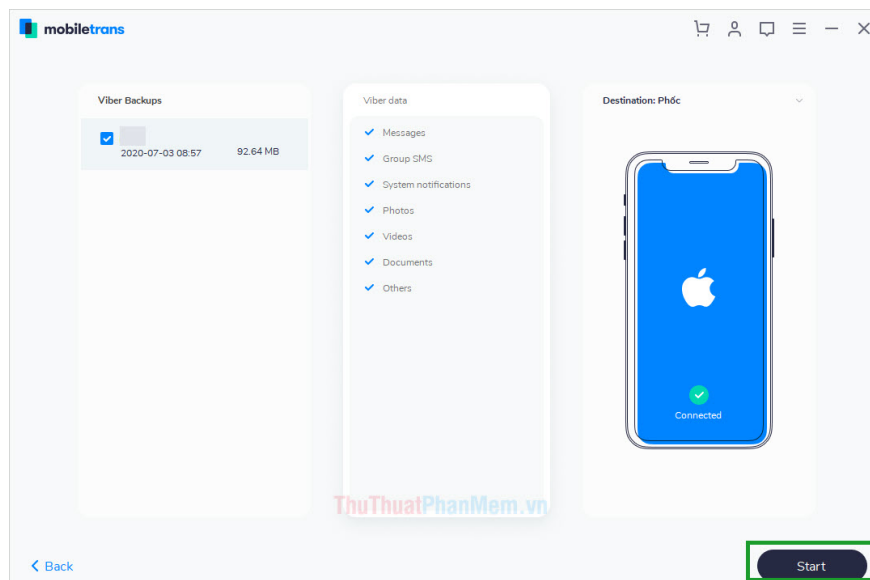 mobiletrans
Viber Backups
2020-07-03 08:57
92.64 MB
Viber data
Messages
Group SMS
System notifications
Photos
Videos
Documents
Others
Destination: Phốc
Connected
ThuThuatPhanMem.vn
Back
Start